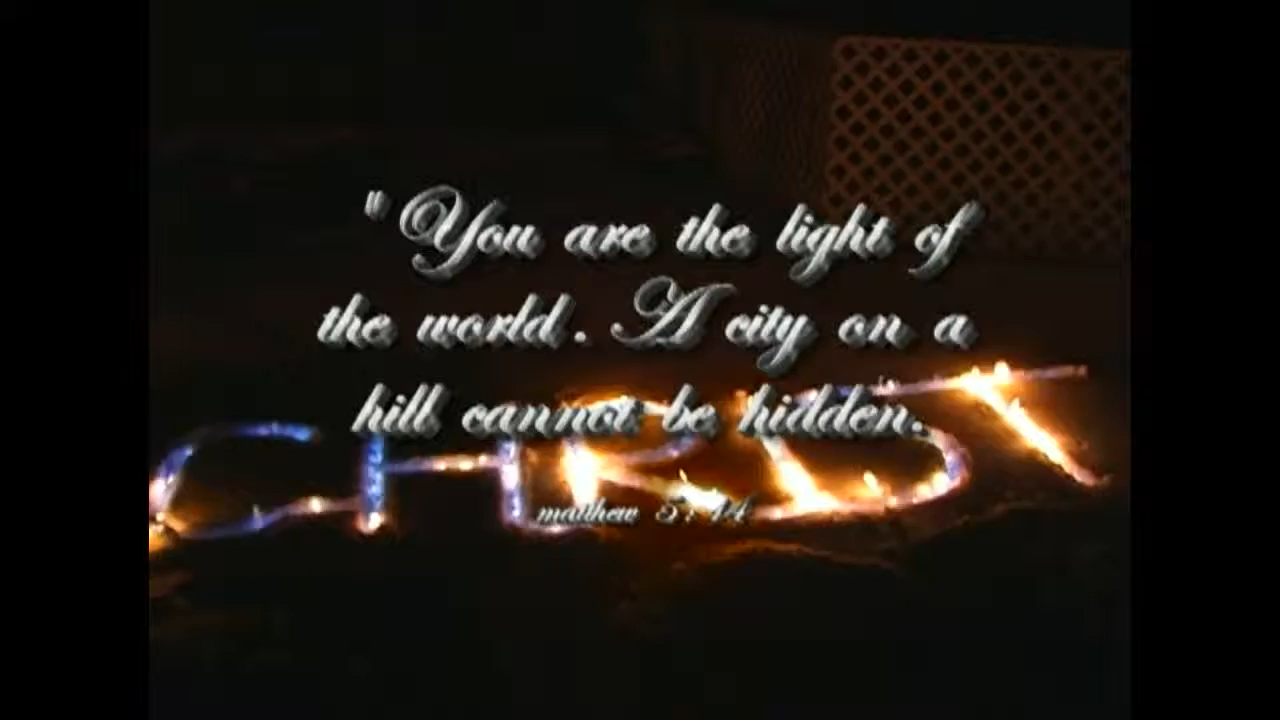 "You are the light of
the world. A city on a
hill cannot be hidden.
CHRIST
matthew 5:14